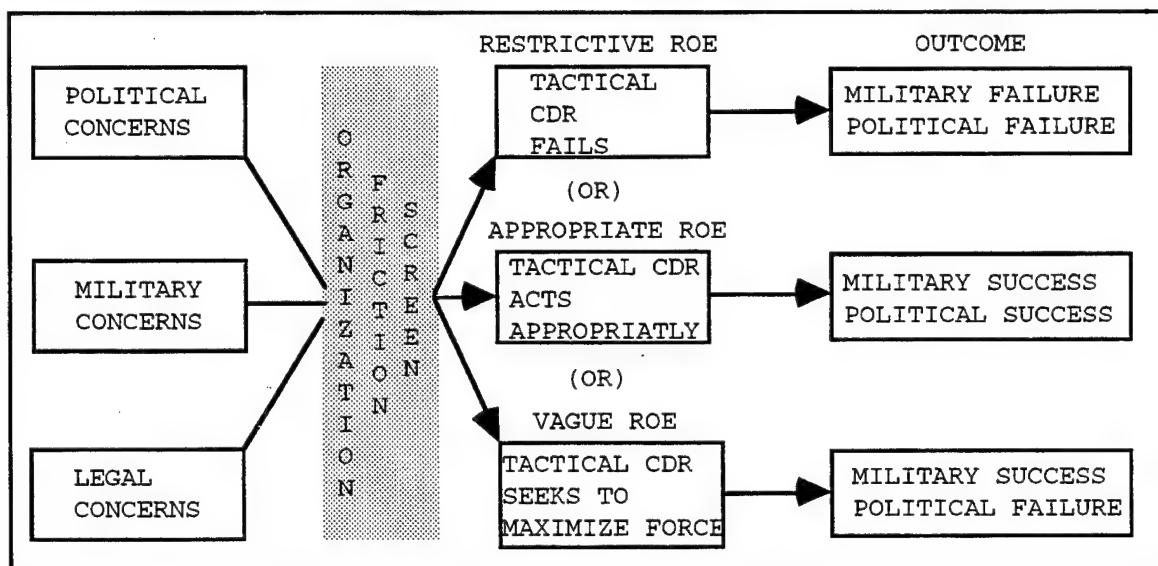 POLITICAL
CONCERNS
MILITARY
CONCERNS
LEGAL
CONCERNS
ORGANIZATION
FRICTION
SCREEN
RESTRICTIVE ROE
TACTICAL
CDR
FAILS
(OR)
APPROPRIATE ROE
TACTICAL CDR
ACTS
APPROPRIATLY
(OR)
VAGUE ROE
TACTICAL CDR
SEEKS TO
MAXIMIZE FORCE
OUTCOME
MILITARY FAILURE
POLITICAL FAILURE
MILITARY SUCCESS
POLITICAL SUCCESS
MILITARY SUCCESS
POLITICAL FAILURE